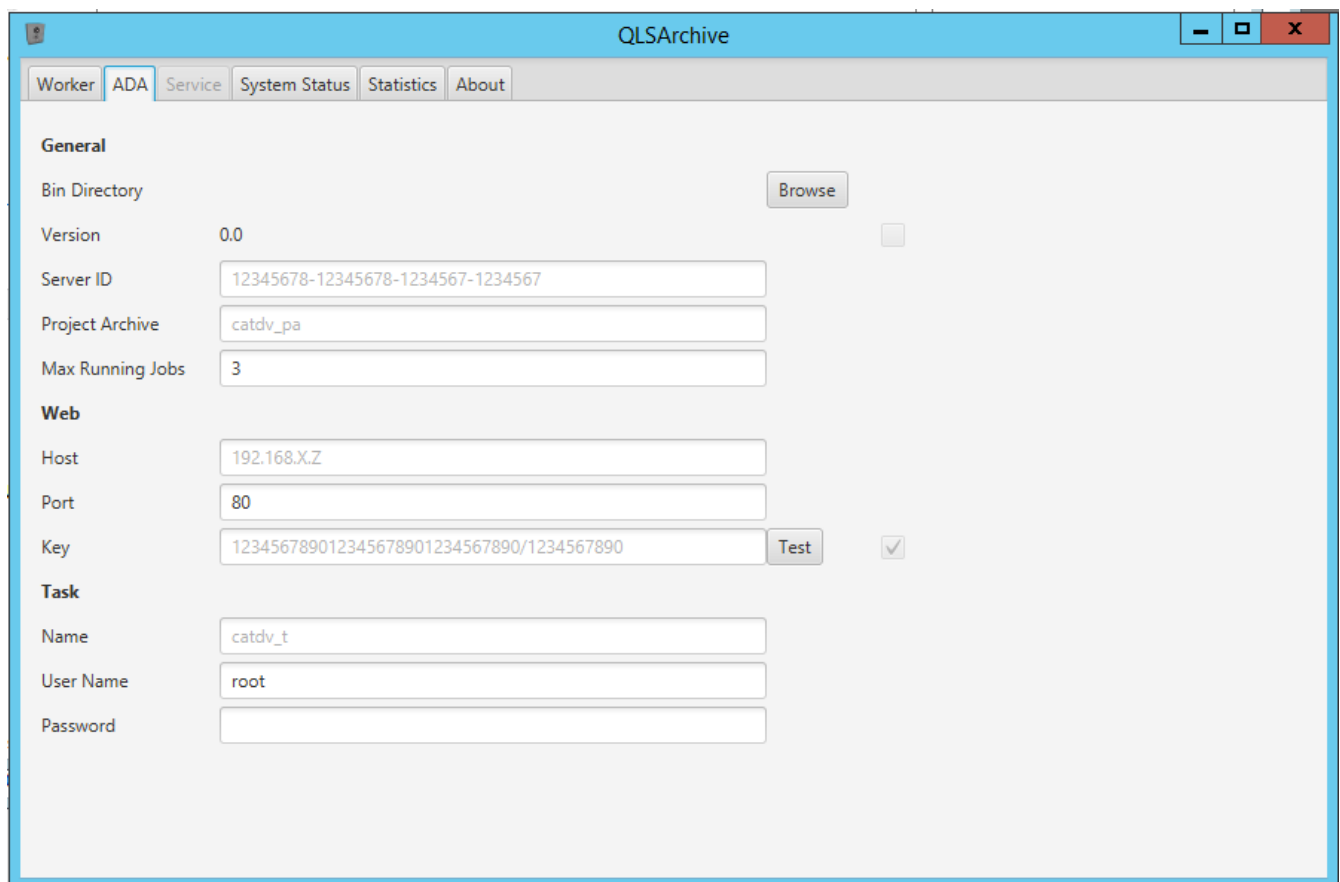 QLSArchive
Worker ADA Service System Status Statistics About
General
Bin Directory Browse
Version 0.0
Server ID 12345678-12345678-1234567-1234567
Project Archive catdv_pa
Max Running Jobs 3
Web
Host 192.168.X.Z
Port 80
Key 123456789012345678901234567890/1234567890 Test
Task
Name catdv_t
User Name root
Password